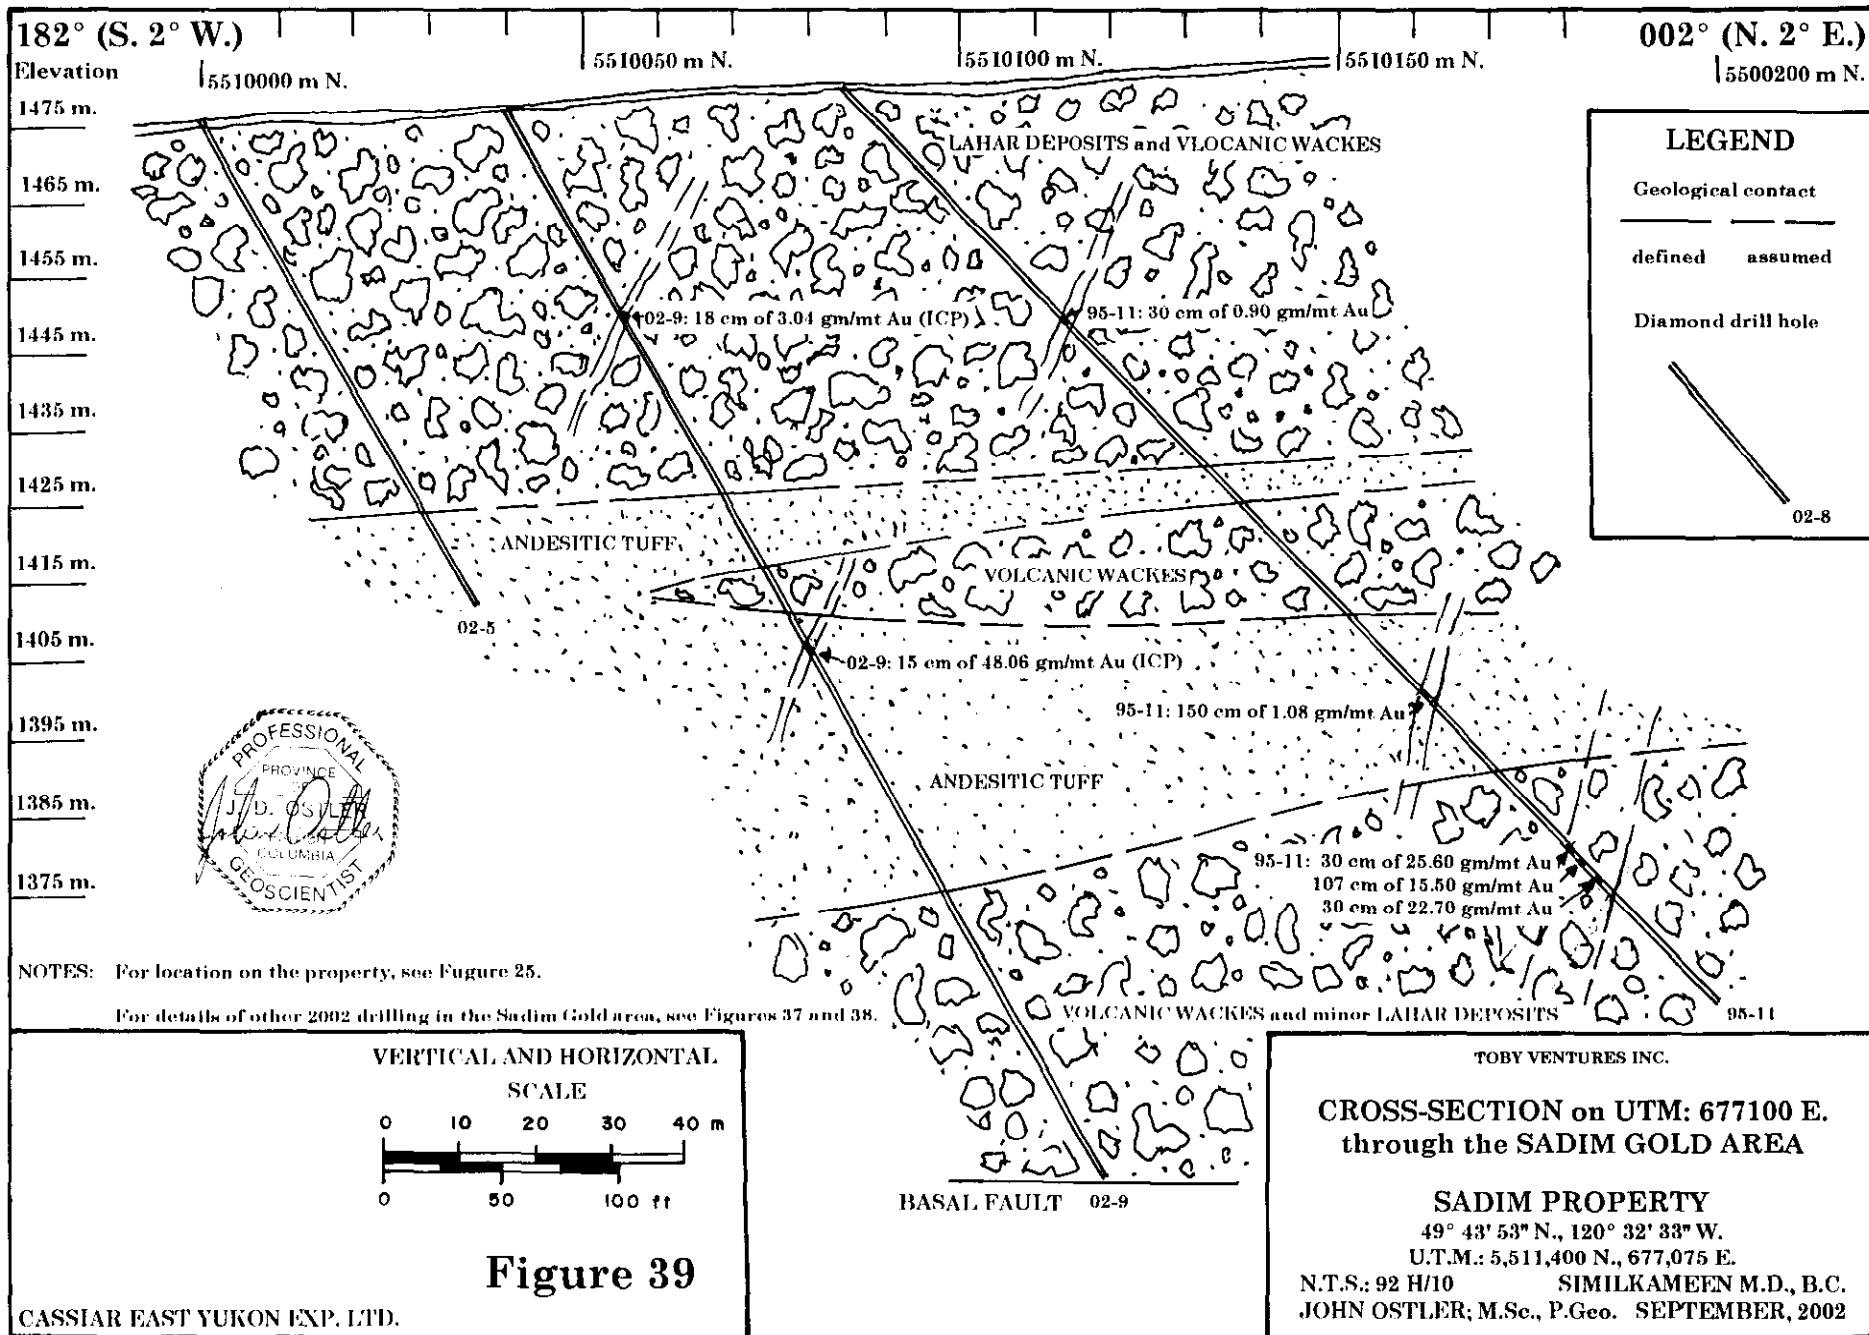 182° (S. 2° W.)
002° (N. 2° E.)
Elevation
5510000 m N.
5510050 m N.
5510100 m N.
5510150 m N.
5500200 m N.
1475 m.
1465 m.
1455 m.
1445 m.
1435 m.
1425 m.
1415 m.
1405 m.
1395 m.
1385 m.
1375 m.
LAHAR DEPOSITS and VLOCANIC WACKES
02-9: 18 cm of 3.04 gm/mt Au (ICP)
95-11: 30 cm of 0.90 gm/mt Au
ANDESITIC TUFF
VOLCANIC WACKES
02-5
02-9: 15 cm of 48.06 gm/mt Au (ICP)
95-11: 150 cm of 1.08 gm/mt Au
ANDESITIC TUFF
95-11: 30 cm of 25.60 gm/mt Au
107 cm of 15.50 gm/mt Au
30 cm of 22.70 gm/mt Au
VOLCANIC WACKES and minor LAHAR DEPOSITS
95-11
BASAL FAULT 02-9
LEGEND
Geological contact
defined assumed
Diamond drill hole
02-8
PROFESSIONAL
PROVINCE
OF
J. D. OSTLER
COLUMBIA
GEOSCIENTIST
NOTES: For location on the property, see Fugure 25.
For details of other 2002 drilling in the Sadim Gold area, see Figures 37 and 38.
VERTICAL AND HORIZONTAL
SCALE
0 10 20 30 40 m
0 50 100 ft
Figure 39
CASSIAR EAST YUKON EXP. LTD.
TOBY VENTURES INC.
CROSS-SECTION on UTM: 677100 E.
through the SADIM GOLD AREA
SADIM PROPERTY
49° 43' 53" N., 120° 32' 33" W.
U.T.M.: 5,511,400 N., 677,075 E.
N.T.S.: 92 H/10 SIMILKAMEEN M.D., B.C.
JOHN OSTLER; M.Sc., P.Geo. SEPTEMBER, 2002